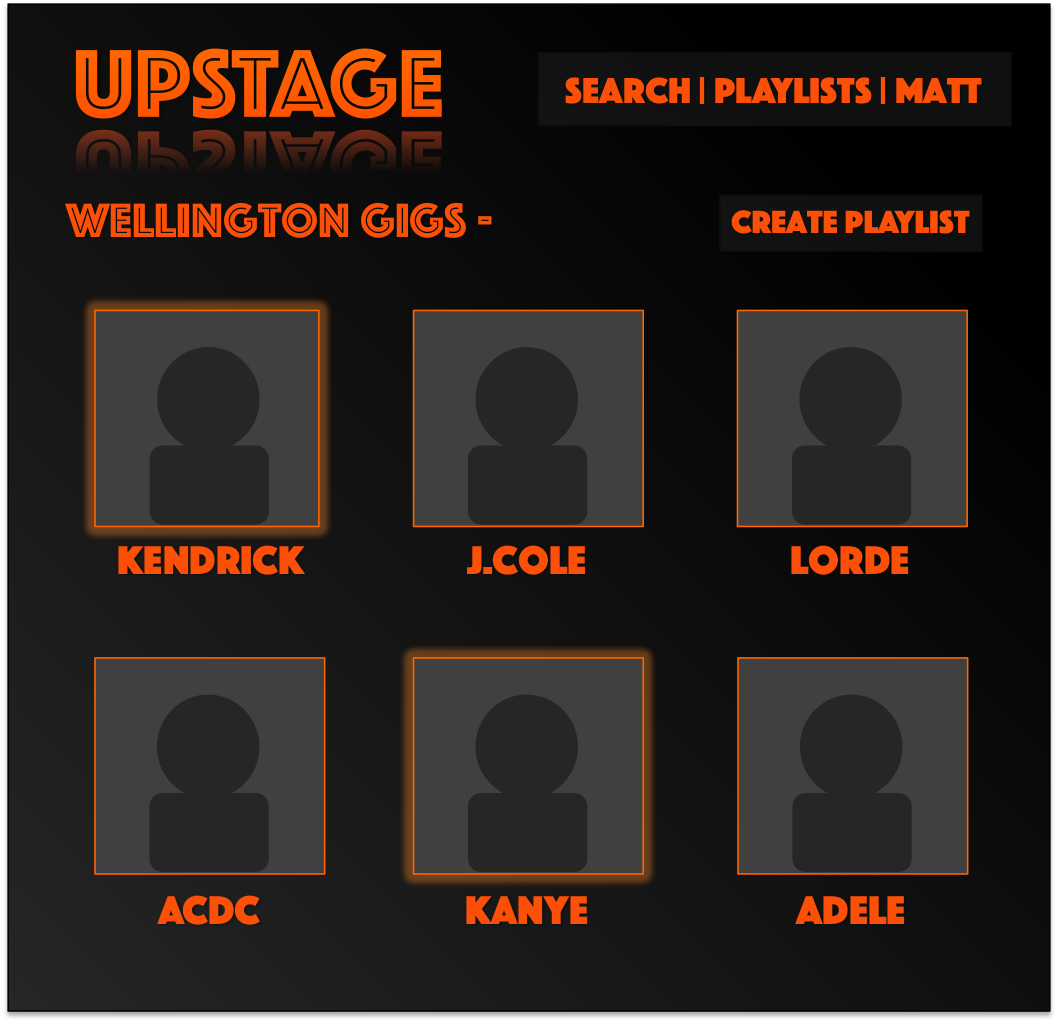 UPSTAGE
SEARCH | PLAYLISTS | MATT
WELLINGTON GIGS -
CREATE PLAYLIST
KENDRICK
J.COLE
LORDE
ACDC
KANYE
ADELE